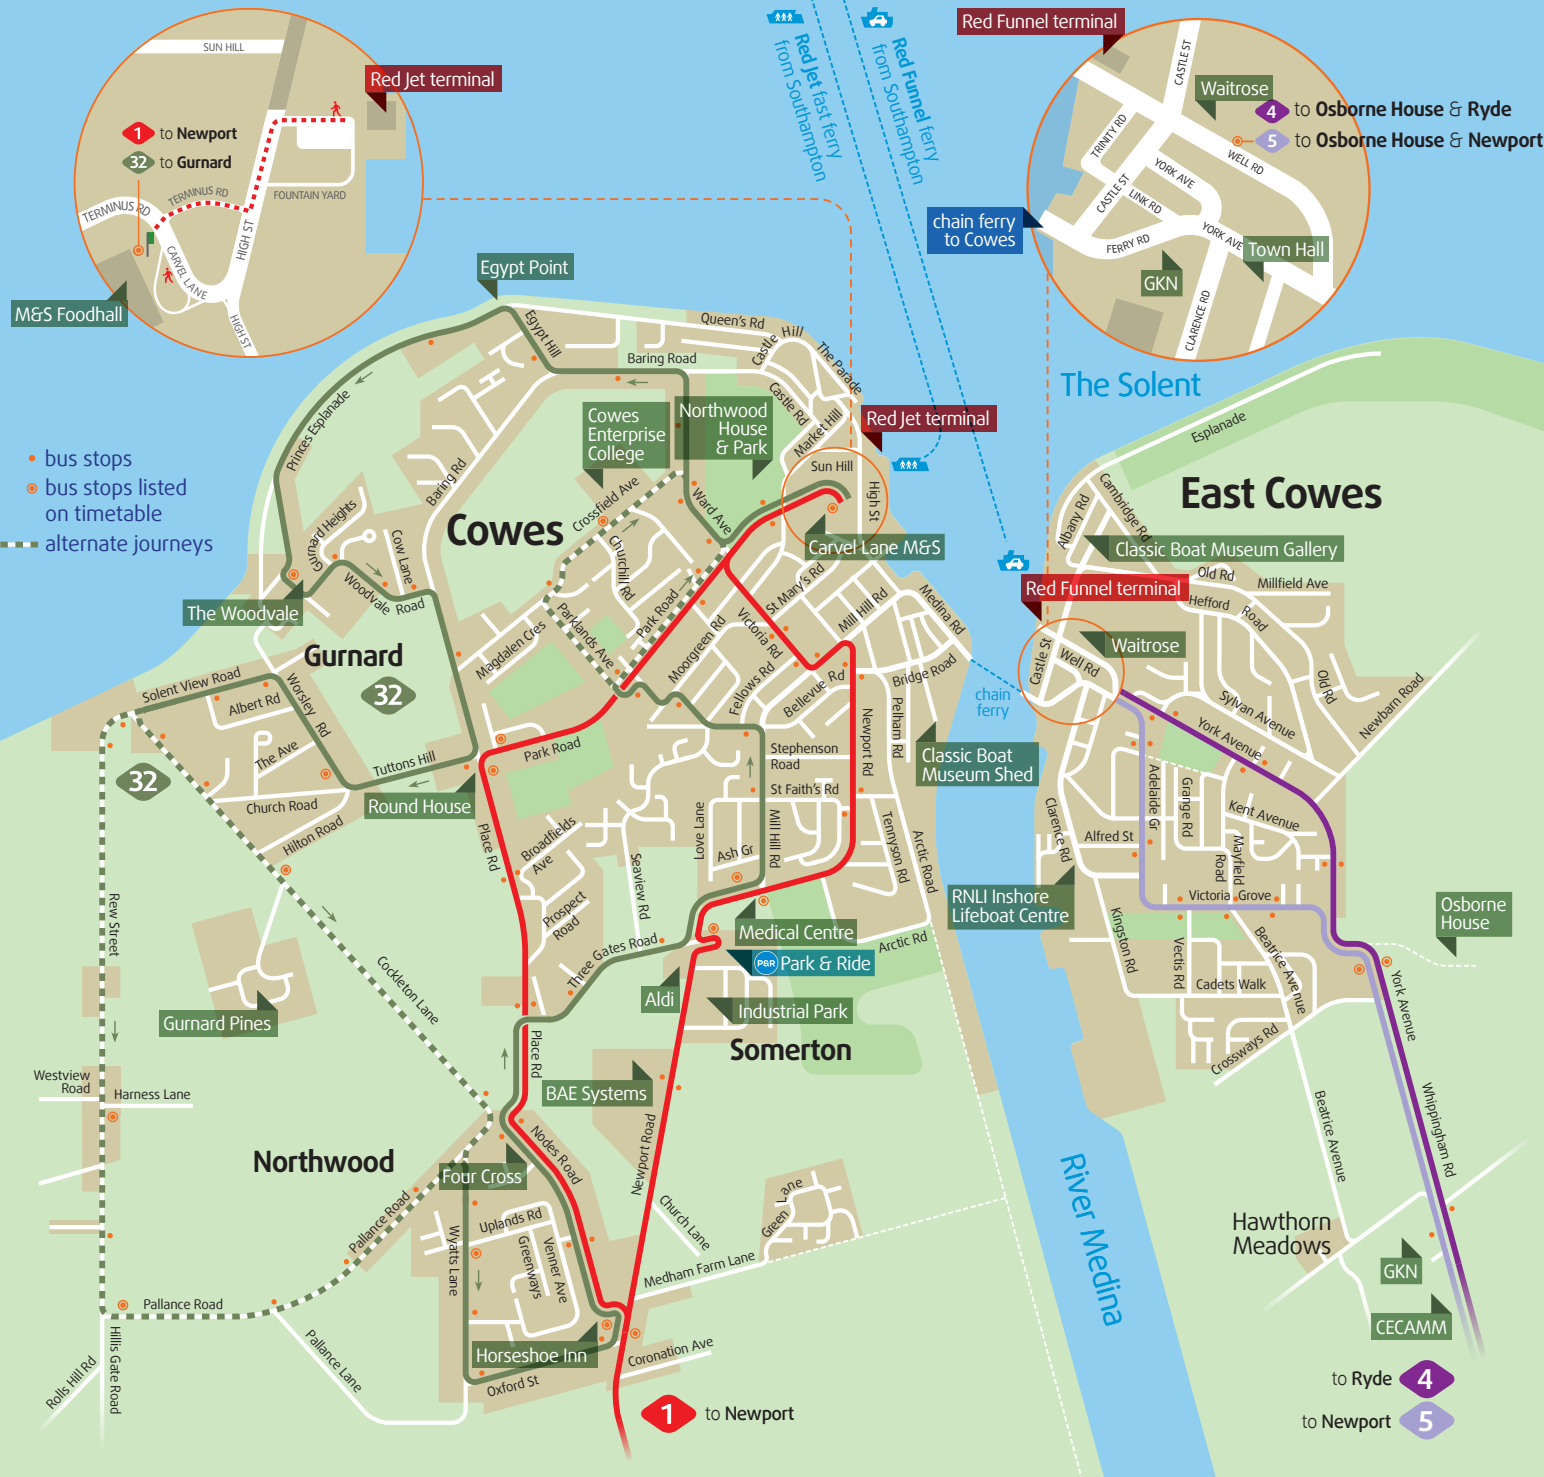 SUN HILL
Red Jet terminal
1 to Newport
32 to Gurnard
TERMINUS RD
TERMINUS RD
FOUNTAIN YARD
HIGH ST
CARVEL LANE
HIGH ST
M&S Foodhall
Red Jet fast ferry
from Southampton
Red Funnel ferry
from Southampton
Red Funnel terminal
CASTLE ST
Waitrose
4 to Osborne House & Ryde
5 to Osborne House & Newport
TRINITY RD
WELL RD
YORK AVE
CASTLE ST
LINK RD
chain ferry
to Cowes
FERRY RD
YORK AVE
Town Hall
GKN
CLARENCE RD
The Solent
bus stops
bus stops listed
on timetable
alternate journeys
Egypt Point
Egypt Hill
Queen's Rd
Castle Hill
The Parade
Baring Road
Princes Esplanade
Castle Rd
Market Hill
Cowes
Enterprise
College
Northwood
House
& Park
Red Jet terminal
Sun Hill
High St
Baring Rd
Crossfield Ave
Ward Ave
Cowes
Carvel Lane M&S
Gurnard Heights
Cow Lane
Woodvale Road
The Woodvale
Churchill Rd
Park Road
Parklands Ave
Magdalen Cres
Moorgreen Rd
Victoria Rd
St Mary's Rd
Mill Hill Rd
Medina Rd
Fellows Rd
Bellevue Rd
Bridge Road
Newport Rd
Pelham Rd
chain
ferry
Gurnard
32
Solent View Road
Albert Rd
Worsley Rd
The Ave
Tuttons Hill
Church Road
Hilton Road
Round House
32
Park Road
Place Rd
Broadfields
Ave
Prospect
Road
Seaview Rd
Love Lane
Ash Gr
Mill Hill Rd
Stephenson
Road
St Faith's Rd
Tennyson Rd
Arctic Road
Classic Boat
Museum Shed
Three Gates Road
Medical Centre
P&R Park & Ride
Arctic Rd
Aldi
Industrial Park
Somerton
BAE Systems
Newport Road
Rew Street
Cockleton Lane
Gurnard Pines
Westview
Road
Harness Lane
Place Rd
Northwood
Four Cross
Nodes Road
Pallance Road
Uplands Rd
Wyatts Lane
Greenways
Venner Ave
Church Lane
Medham Farm Lane
Green Lane
Pallance Road
Pallance Lane
Hillis Gate Road
Rolls Hill Rd
Horseshoe Inn
Oxford St
Coronation Ave
1 to Newport
Esplanade
East Cowes
Cambridge Rd
Albany Rd
Classic Boat Museum Gallery
Old Rd
Millfield Ave
Hefford Road
Red Funnel terminal
Waitrose
Castle St
Well Rd
Old Rd
Newbarn Road
Sylvan Avenue
York Avenue
Adelaide Gr
Grange Rd
Kent Avenue
Mayfield
Road
Clarence Rd
Alfred St
RNLI Inshore
Lifeboat Centre
Victoria Grove
Osborne
House
Kingston Rd
Vectis Rd
Beatrice Avenue
Cadets Walk
York Avenue
Crossways Rd
Beatrice Avenue
Whippingham Rd
River Medina
Hawthorn
Meadows
GKN
CECAMM
to Ryde 4
to Newport 5